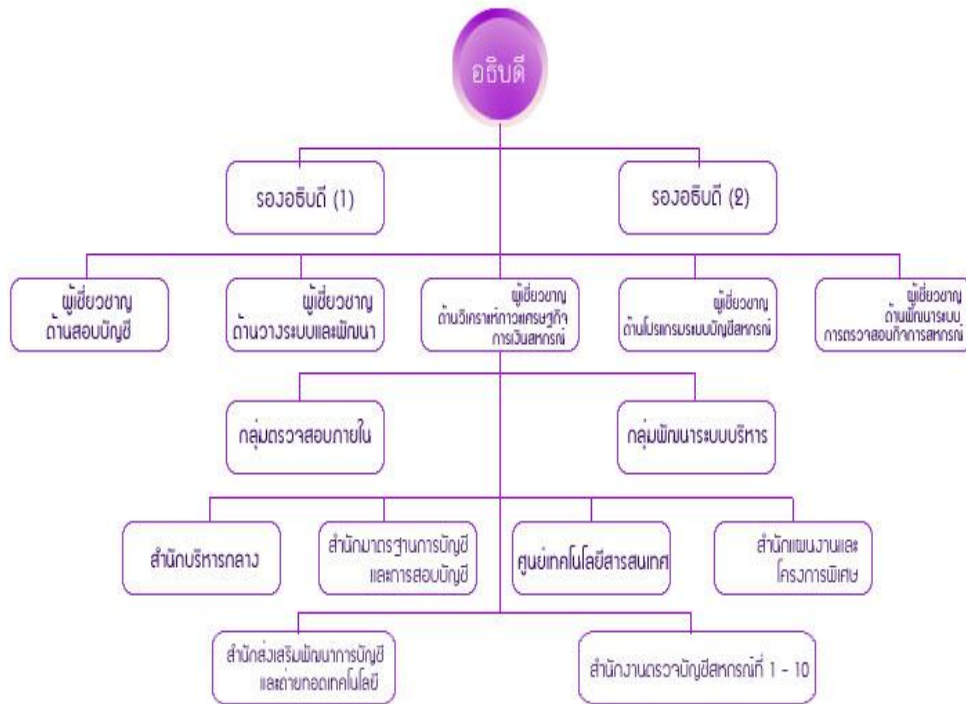 อธิบดี
รองอธิบดี (1)
รองอธิบดี (2)
ผู้เชี่ยวชาญ
ด้านสอบบัญชี
ผู้เชี่ยวชาญ
ด้านวางระบบและพัฒนา
ผู้เชี่ยวชาญ
ด้านวิเคราะห์ภาวะเศรษฐกิจ
การเงินสหกรณ์
ผู้เชี่ยวชาญ
ด้านโปรแกรมระบบบัญชีสหกรณ์
ผู้เชี่ยวชาญ
ด้านพัฒนาระบบ
การตรวจสอบกิจการสหกรณ์
กลุ่มตรวจสอบภายใน
กลุ่มพัฒนาระบบบริหาร
สำนักบริหารกลาง
สำนักมาตรฐานการบัญชี
และการสอบบัญชี
ศูนย์เทคโนโลยีสารสนเทศ
สำนักแผนงานและ
โครงการพิเศษ
สำนักส่งเสริมพัฒนาการบัญชี
และถ่ายทอดเทคโนโลยี
สำนักงานตรวจบัญชีสหกรณ์ที่ 1 - 10